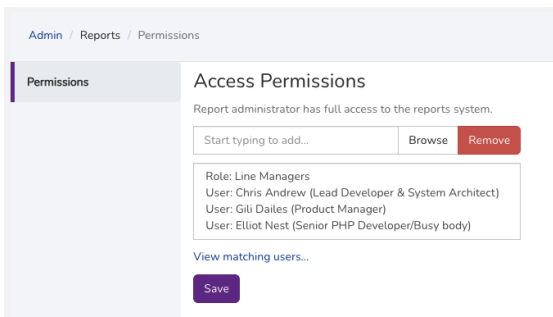 Admin / Reports / Permissions
Permissions
Access Permissions
Report administrator has full access to the reports system.
Start typing to add...
Browse
Remove
Role: Line Managers
User: Chris Andrew (Lead Developer & System Architect)
User: Gili Dailes (Product Manager)
User: Elliot Nest (Senior PHP Developer/Busy body)
View matching users...
Save